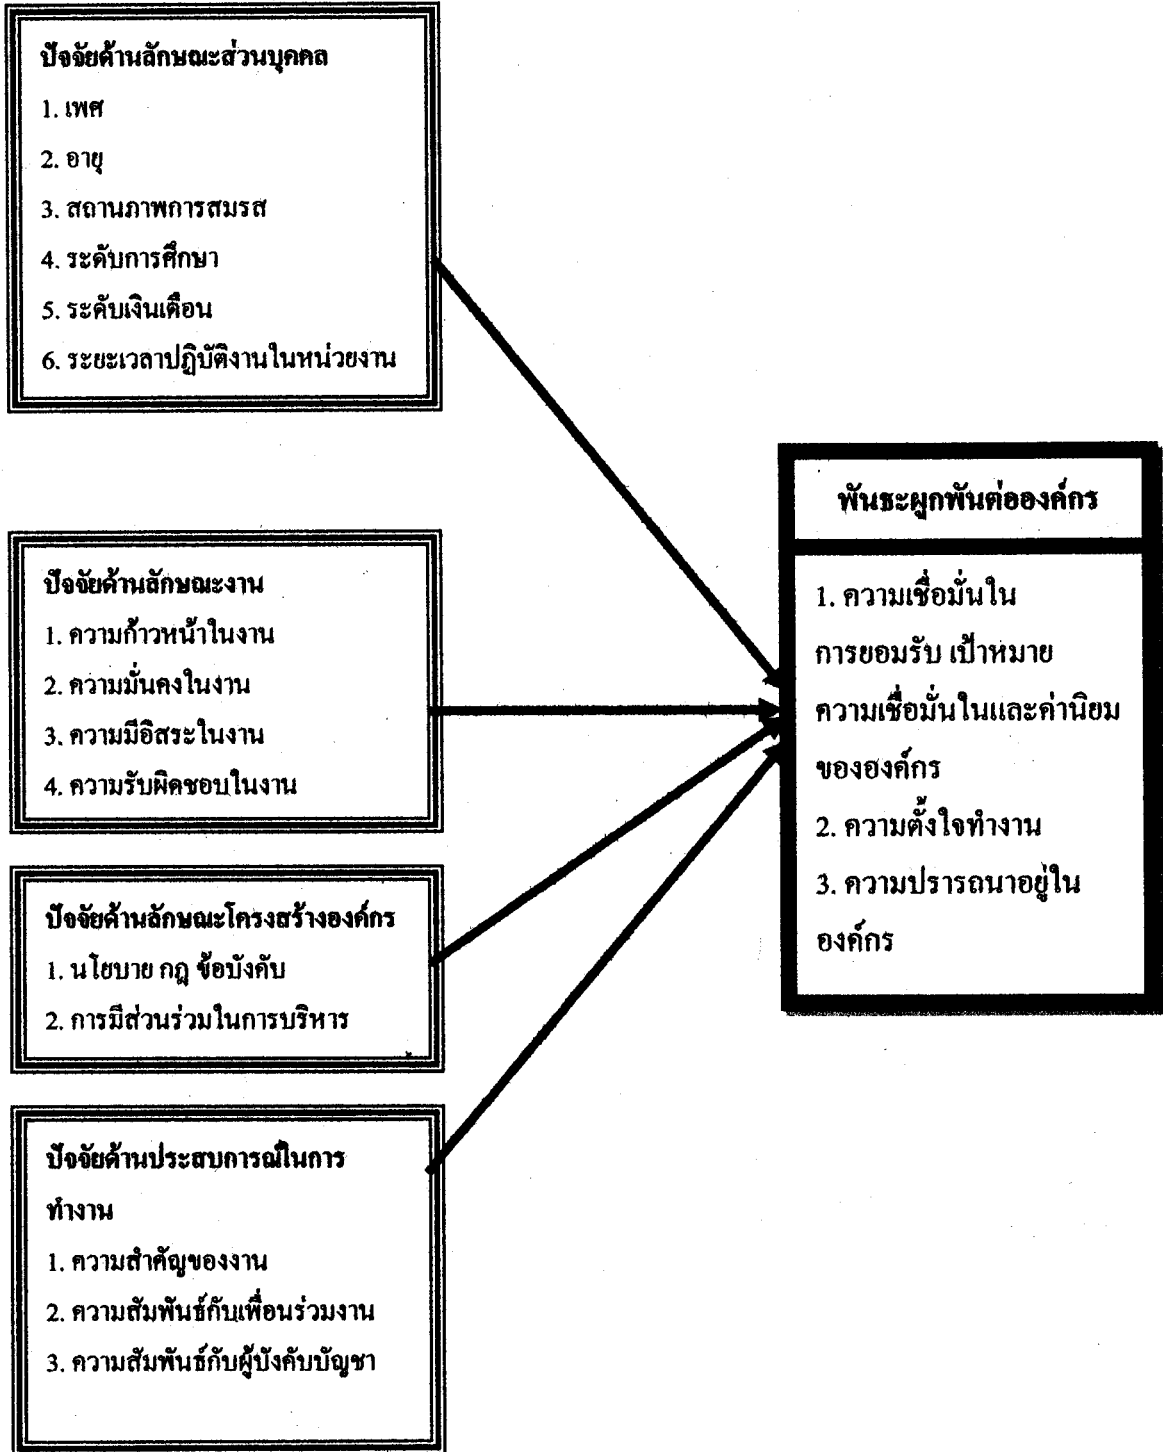 ปัจจัยด้านลักษณะส่วนบุคคล
1. เพศ
2. อายุ
3. สถานภาพการสมรส
4. ระดับการศึกษา
5. ระดับเงินเดือน
6. ระยะเวลาปฏิบัติงานในหน่วยงาน
ปัจจัยด้านลักษณะงาน
1. ความก้าวหน้าในงาน
2. ความมั่นคงในงาน
3. ความมีอิสระในงาน
4. ความรับผิดชอบในงาน
ปัจจัยด้านลักษณะโครงสร้างองค์กร
1. นโยบาย กฎ ข้อบังคับ
2. การมีส่วนร่วมในการบริหาร
ปัจจัยด้านประสบการณ์ในการ
ทำงาน
1. ความสำคัญของงาน
2. ความสัมพันธ์กับเพื่อนร่วมงาน
3. ความสัมพันธ์กับผู้บังคับบัญชา
พันธะผูกพันต่อองค์กร
1. ความเชื่อมั่นใน
การยอมรับ เป้าหมาย
ความเชื่อมั่นในและค่านิยม
ขององค์กร
2. ความตั้งใจทำงาน
3. ความปรารถนาอยู่ใน
องค์กร